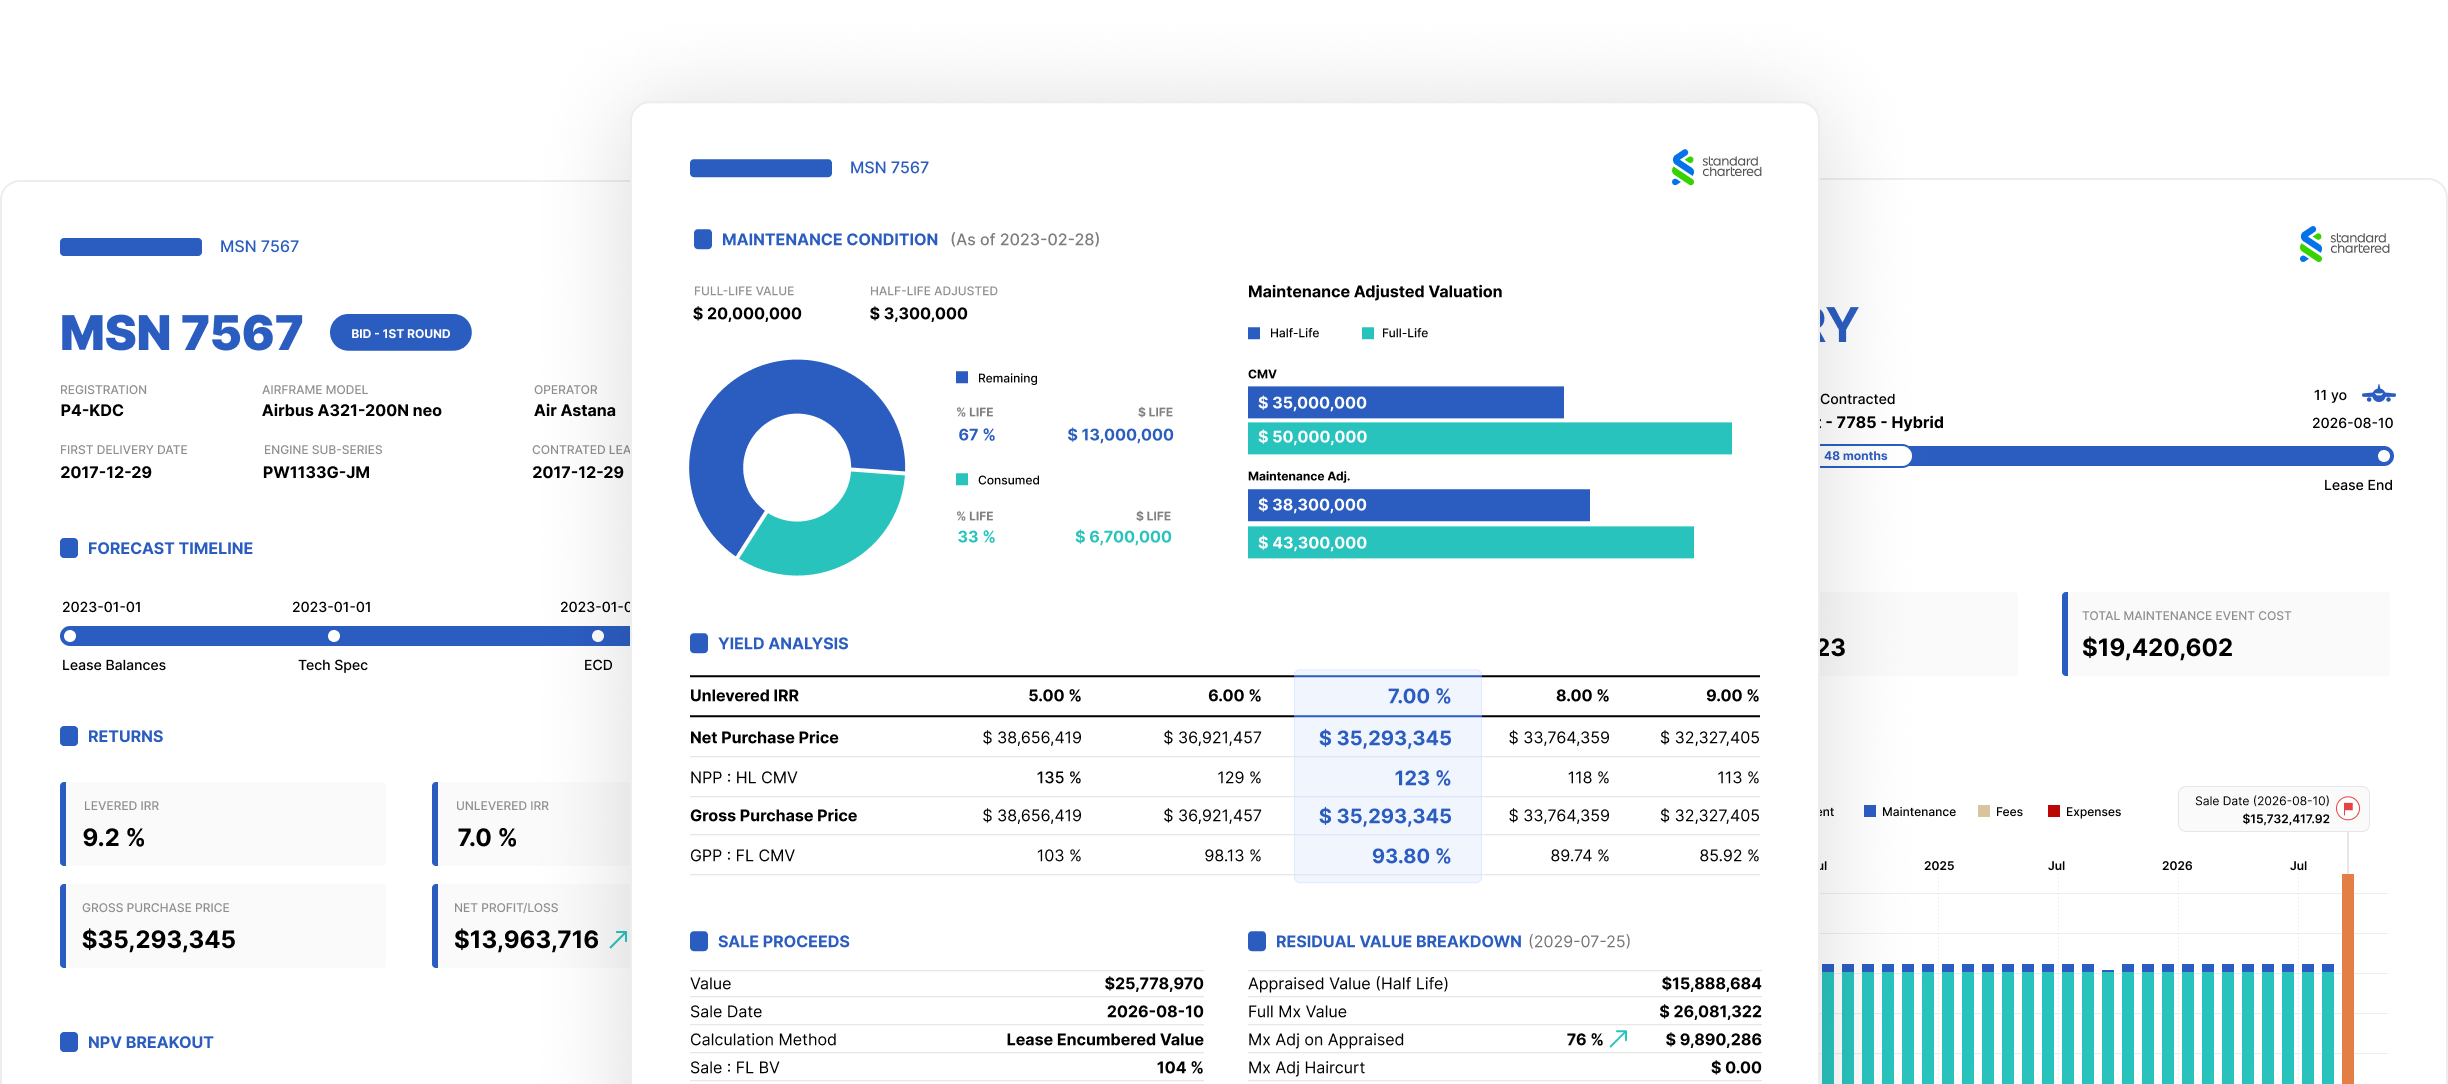 MSN 7567
MSN 7567
BID - 1ST ROUND
REGISTRATION
P4-KDC
AIRFRAME MODEL
Airbus A321-200N neo
OPERATOR
Air Astana
FIRST DELIVERY DATE
2017-12-29
ENGINE SUB-SERIES
PW1133G-JM
CONTRATED LEA
2017-12-29
FORECAST TIMELINE
2023-01-01 2023-01-01 2023-01-0
Lease Balances Tech Spec ECD
RETURNS
LEVERED IRR
9.2 %
UNLEVERED IRR
7.0 %
GROSS PURCHASE PRICE
$35,293,345
NET PROFIT/LOSS
$13,963,716
NPV BREAKOUT
MSN 7567
standard
chartered
MAINTENANCE CONDITION (As of 2023-02-28)
FULL-LIFE VALUE
$ 20,000,000
HALF-LIFE ADJUSTED
$ 3,300,000
Remaining
% LIFE $ LIFE
67 % $ 13,000,000
Consumed
% LIFE $ LIFE
33 % $ 6,700,000
Maintenance Adjusted Valuation
Half-Life Full-Life
CMV
$ 35,000,000
$ 50,000,000
Maintenance Adj.
$ 38,300,000
$ 43,300,000
YIELD ANALYSIS
Unlevered IRR 5.00 % 6.00 % 7.00 % 8.00 % 9.00 %
Net Purchase Price $ 38,656,419 $ 36,921,457 $ 35,293,345 $ 33,764,359 $ 32,327,405
NPP : HL CMV 135 % 129 % 123 % 118 % 113 %
Gross Purchase Price $ 38,656,419 $ 36,921,457 $ 35,293,345 $ 33,764,359 $ 32,327,405
GPP : FL CMV 103 % 98.13 % 93.80 % 89.74 % 85.92 %
SALE PROCEEDS
Value $25,778,970
Sale Date 2026-08-10
Calculation Method Lease Encumbered Value
Sale : FL BV 104 %
RESIDUAL VALUE BREAKDOWN (2029-07-25)
Appraised Value (Half Life) $15,888,684
Full Mx Value $ 26,081,322
Mx Adj on Appraised 76 % $ 9,890,286
Mx Adj Haircurt $ 0.00
standard
chartered
RY
Contracted
- 7785 - Hybrid
11 yo
2026-08-10
48 months
Lease End
23
TOTAL MAINTENANCE EVENT COST
$19,420,602
nt Maintenance Fees Expenses
Sale Date (2026-08-10)
$15,732,417.92
ul 2025 Jul 2026 Jul